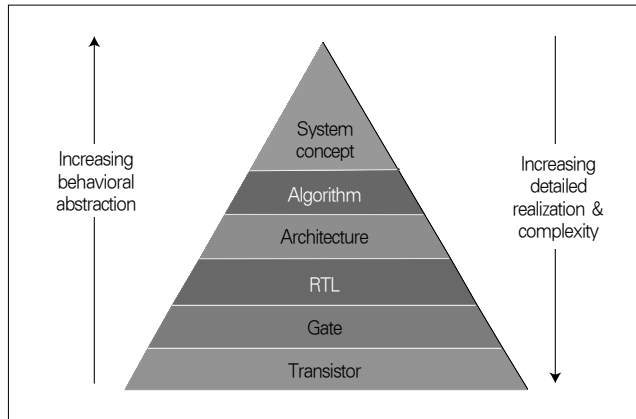 Increasing
behavioral
abstraction
System
concept
Algorithm
Architecture
RTL
Gate
Transistor
Increasing
detailed
realization &
complexity